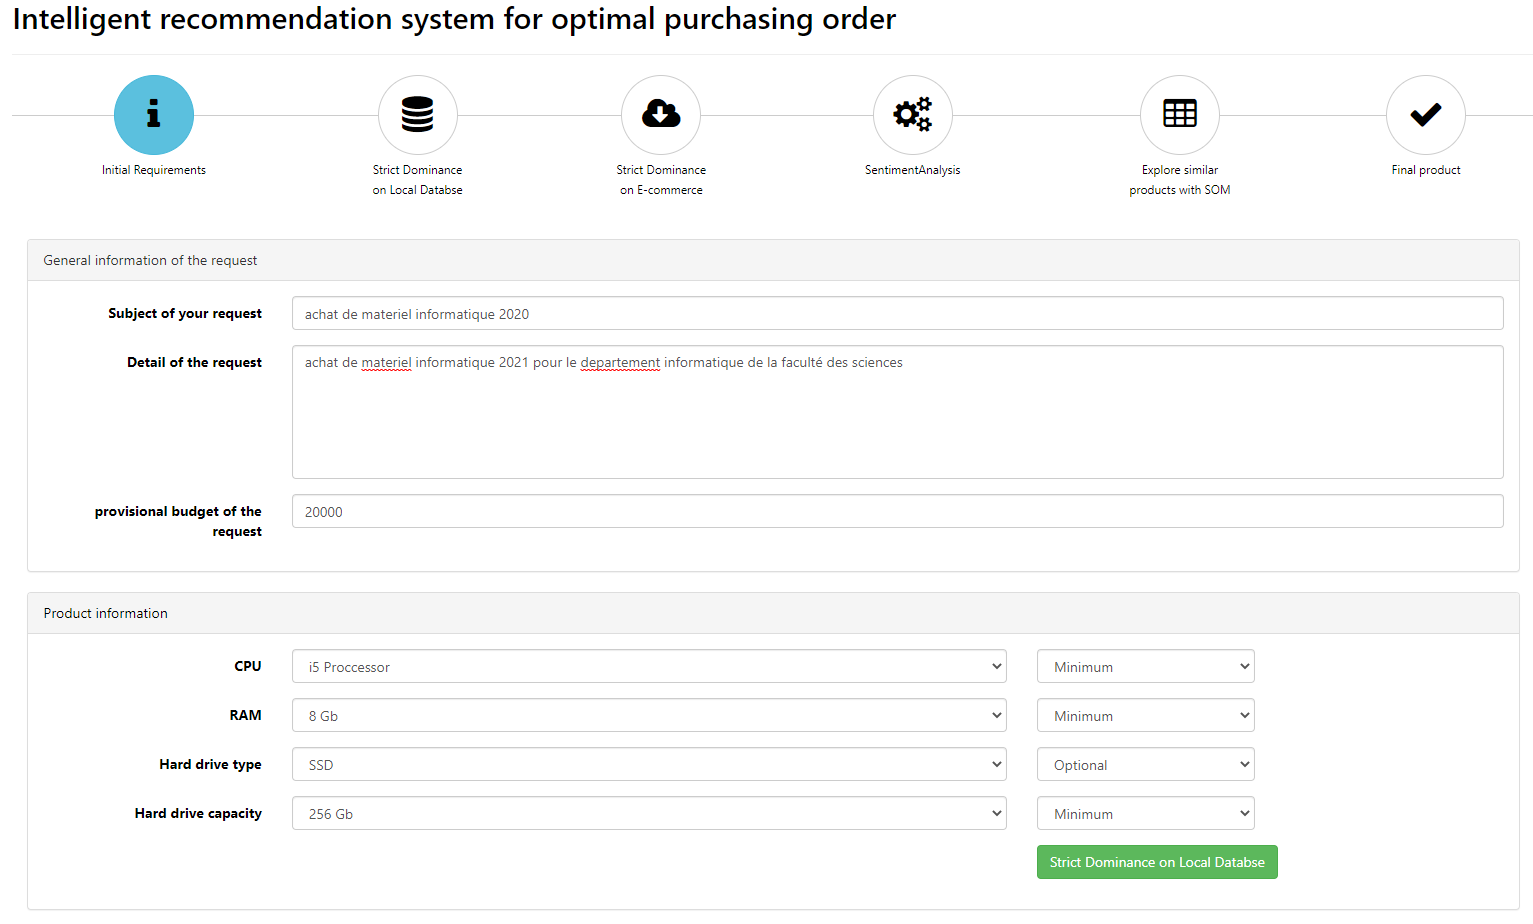 Intelligent recommendation system for optimal purchasing order
Initial Requirements
Strict Dominance
on Local Databse
Strict Dominance
on E-commerce
SentimentAnalysis
Explore similar
products with SOM
Final product
General information of the request
Subject of your request
achat de materiel informatique 2020
Detail of the request
achat de materiel informatique 2021 pour le departement informatique de la faculté des sciences
provisional budget of the
request
20000
Product information
CPU
i5 Proccessor
Minimum
RAM
8 Gb
Minimum
Hard drive type
SSD
Optional
Hard drive capacity
256 Gb
Minimum
Strict Dominance on Local Databse